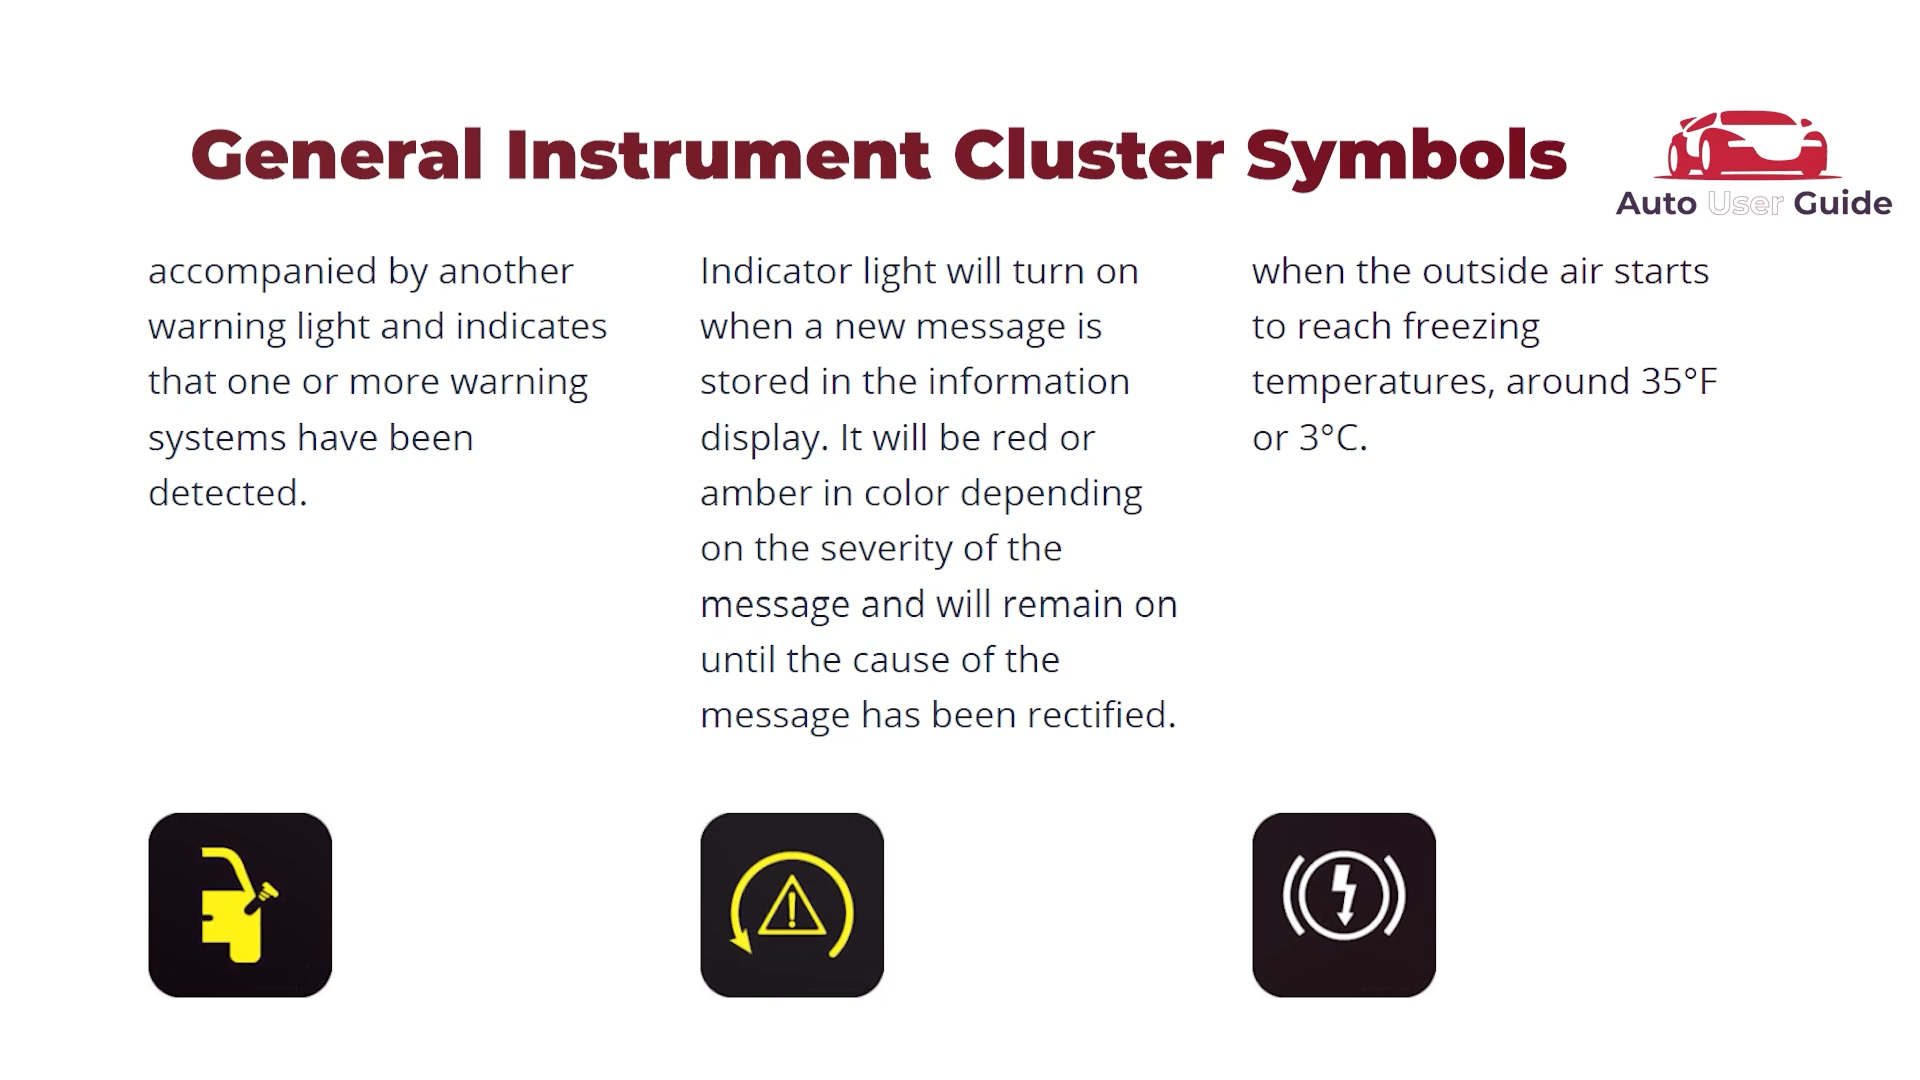 General Instrument Cluster Symbols
Auto User Guide
accompanied by another
warning light and indicates
that one or more warning
systems have been
detected.
Indicator light will turn on
when a new message is
stored in the information
display. It will be red or
amber in color depending
on the severity of the
message and will remain on
until the cause of the
message has been rectified.
when the outside air starts
to reach freezing
temperatures, around 35°F
or 3°C.